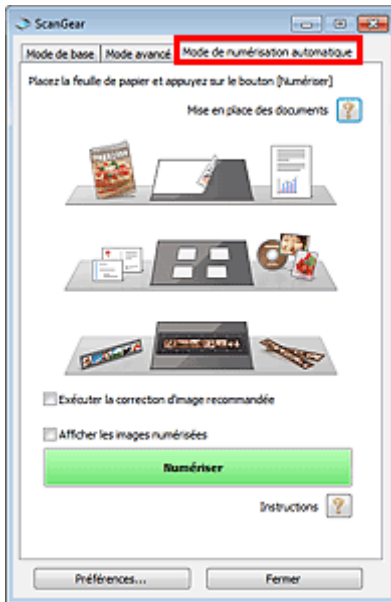 ScanGear
Mode de base Mode avancé Mode de numérisation automatique
Placez la feuille de papier et appuyez sur le bouton [Numériser]
Mise en place des documents
Exécuter la correction d'image recommandée
Afficher les images numérisées
Numériser
Instructions
Préférences... Fermer